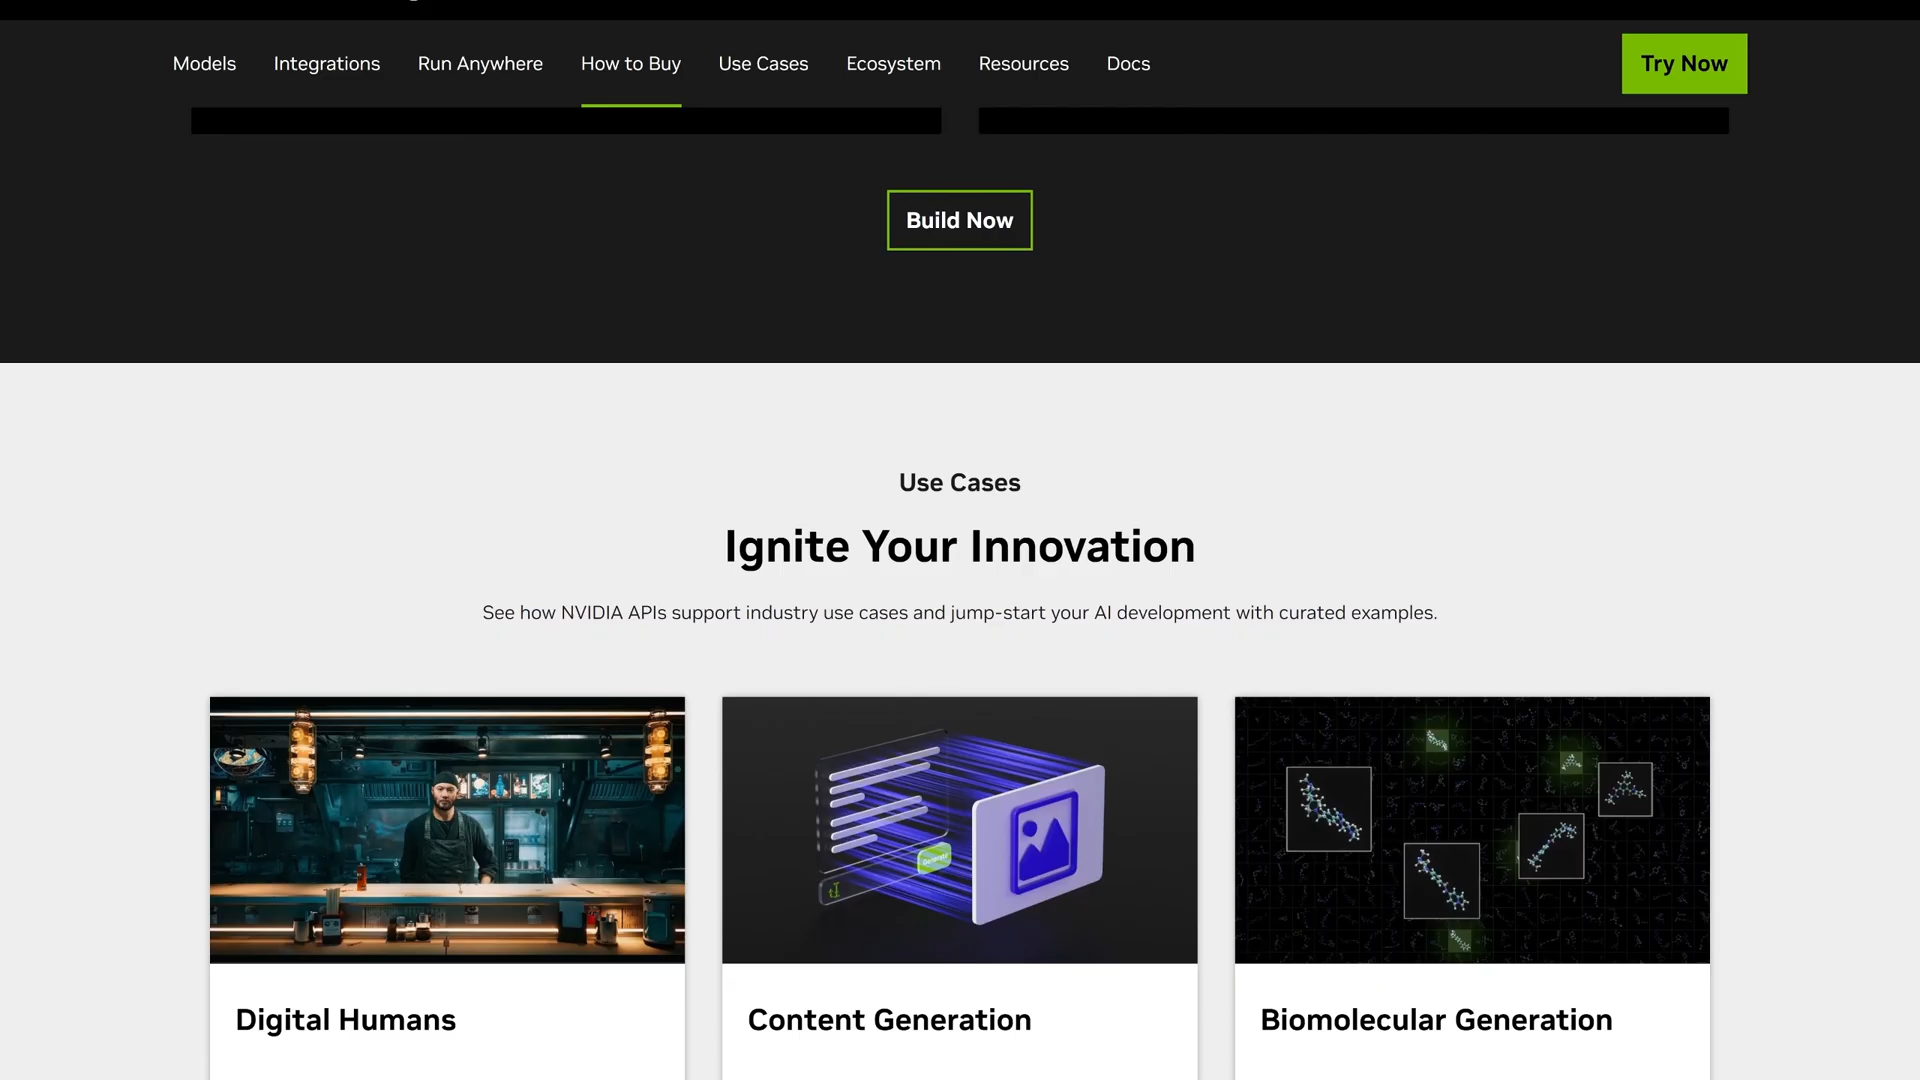 Models
Integrations
Run Anywhere
How to Buy
Use Cases
Ecosystem
Resources
Docs
Try Now
Build Now
Use Cases
Ignite Your Innovation
See how NVIDIA APIs support industry use cases and jump-start your AI development with curated examples.
Generate
Digital Humans
Content Generation
Biomolecular Generation